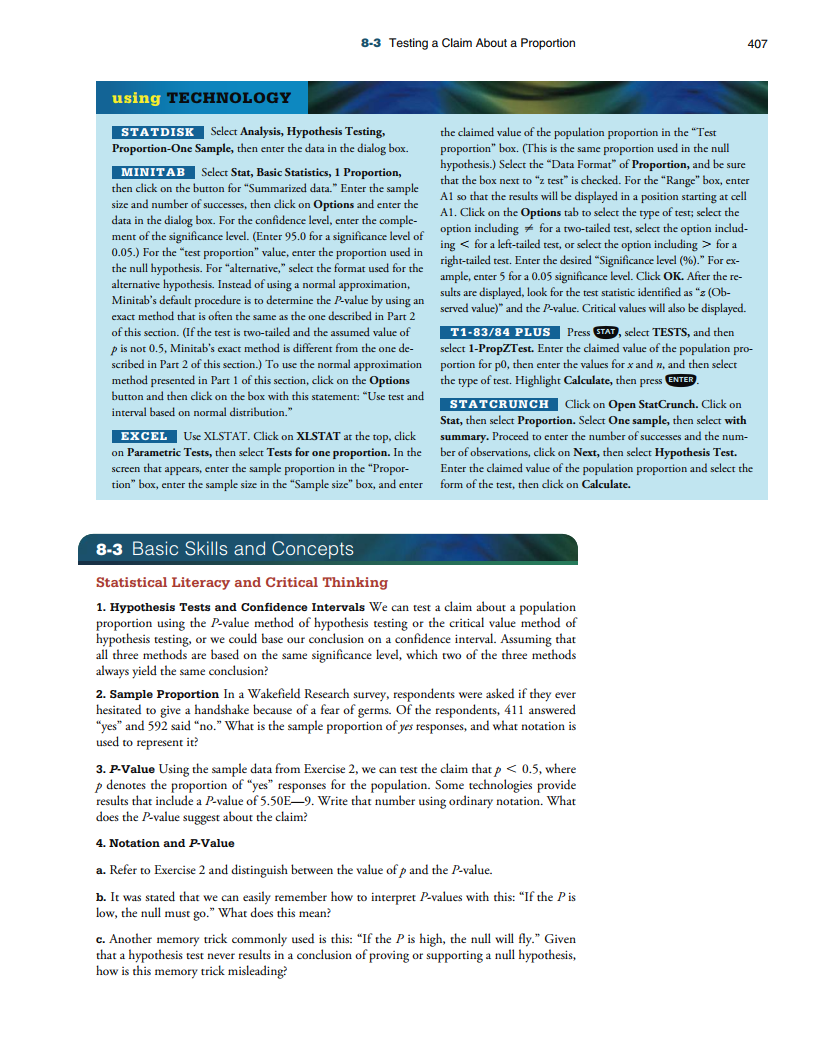 8-3 Testing a Claim About a Proportion
407
using TECHNOLOGY
STATDISK Select Analysis, Hypothesis Testing,
Proportion-One Sample, then enter the data in the dialog box.
MINITAB Select Stat, Basic Statistics, 1 Proportion,
then click on the button for “Summarized data.” Enter the sample
size and number of successes, then click on Options and enter the
data in the dialog box. For the confidence level, enter the comple-
ment of the significance level. (Enter 95.0 for a significance level of
0.05.) For the “test proportion” value, enter the proportion used in
the null hypothesis. For “alternative,” select the format used for the
alternative hypothesis. Instead of using a normal approximation,
Minitab’s default procedure is to determine the P-value by using an
exact method that is often the same as the one described in Part 2
of this section. (If the test is two-tailed and the assumed value of
p is not 0.5, Minitab’s exact method is different from the one de-
scribed in Part 2 of this section.) To use the normal approximation
method presented in Part 1 of this section, click on the Options
button and then click on the box with this statement: “Use test and
interval based on normal distribution.”
EXCEL Use XLSTAT. Click on XLSTAT at the top, click
on Parametric Tests, then select Tests for one proportion. In the
screen that appears, enter the sample proportion in the “Propor-
tion” box, enter the sample size in the “Sample size” box, and enter
the claimed value of the population proportion in the “Test
proportion” box. (This is the same proportion used in the null
hypothesis.) Select the “Data Format” of Proportion, and be sure
that the box next to “z test” is checked. For the “Range” box, enter
A1 so that the results will be displayed in a position starting at cell
A1. Click on the Options tab to select the type of test; select the
option including ≠ for a two-tailed test, select the option includ-
ing < for a left-tailed test, or select the option including > for a
right-tailed test. Enter the desired “Significance level (%).” For ex-
ample, enter 5 for a 0.05 significance level. Click OK. After the re-
sults are displayed, look for the test statistic identified as “z (Ob-
served value)” and the P-value. Critical values will also be displayed.
T1-83/84 PLUS Press STAT, select TESTS, and then
select 1-PropZTest. Enter the claimed value of the population pro-
portion for p0, then enter the values for x and n, and then select
the type of test. Highlight Calculate, then press ENTER.
STATCRUNCH Click on Open StatCrunch. Click on
Stat, then select Proportion. Select One sample, then select with
summary. Proceed to enter the number of successes and the num-
ber of observations, click on Next, then select Hypothesis Test.
Enter the claimed value of the population proportion and select the
form of the test, then click on Calculate.
8-3 Basic Skills and Concepts
Statistical Literacy and Critical Thinking
1. Hypothesis Tests and Confidence Intervals We can test a claim about a population
proportion using the P-value method of hypothesis testing or the critical value method of
hypothesis testing, or we could base our conclusion on a confidence interval. Assuming that
all three methods are based on the same significance level, which two of the three methods
always yield the same conclusion?
2. Sample Proportion In a Wakefield Research survey, respondents were asked if they ever
hesitated to give a handshake because of a fear of germs. Of the respondents, 411 answered
“yes” and 592 said “no.” What is the sample proportion of yes responses, and what notation is
used to represent it?
3. P-Value Using the sample data from Exercise 2, we can test the claim that p < 0.5, where
p denotes the proportion of “yes” responses for the population. Some technologies provide
results that include a P-value of 5.50E—9. Write that number using ordinary notation. What
does the P-value suggest about the claim?
4. Notation and P-Value
a. Refer to Exercise 2 and distinguish between the value of p and the P-value.
b. It was stated that we can easily remember how to interpret P-values with this: “If the P is
low, the null must go.” What does this mean?
c. Another memory trick commonly used is this: “If the P is high, the null will fly.” Given
that a hypothesis test never results in a conclusion of proving or supporting a null hypothesis,
how is this memory trick misleading?